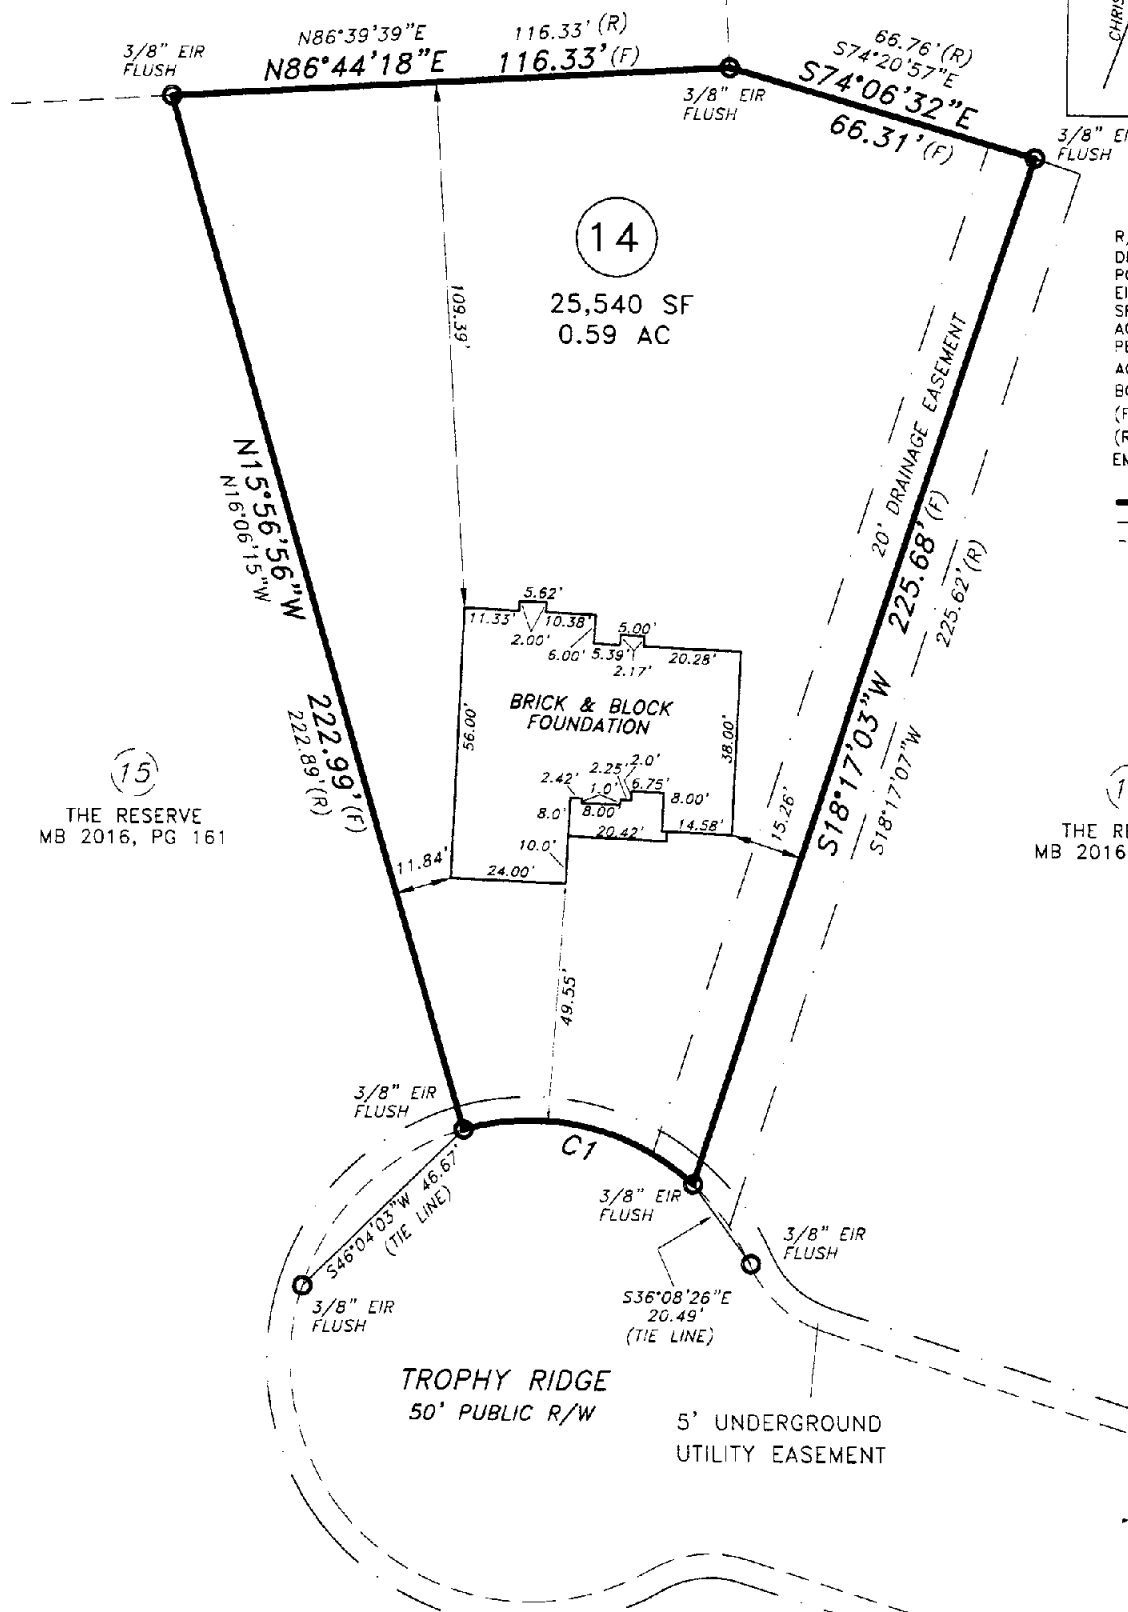 CHRIS
3/8" EIR
FLUSH
N86°39'39"E
116.33' (R)
N86°44'18"E
116.33' (F)
66.76' (R)
S74°20'57"E
S74°06'32"E
66.31' (F)
3/8" EIR
FLUSH
3/8" EI
FLUSH
14
25,540 SF
0.59 AC
109.39'
20' DRAINAGE EASEMENT
N15°56'56"W
N16°06'15"W
222.99' (F)
222.89' (R)
225.68' (F)
225.62' (R)
S18°17'03"W
S18°17'07"W
5.62'
11.33'
10.38'
2.00'
5.00'
6.00'
5.39'
20.28'
2.17'
BRICK & BLOCK
FOUNDATION
56.00'
38.00'
2.0'
2.25'
2.42'
1.0'
6.75'
8.0'
8.00'
8.00'
20.42'
14.58'
10.0'
24.00'
15.26'
11.84'
49.55'
15
THE RESERVE
MB 2016, PG 161
1
THE RE
MB 2016
3/8" EIR
FLUSH
C1
S46°04'03"W 46.67'
(TIE LINE)
3/8" EIR
FLUSH
3/8" EIR
FLUSH
3/8" EIR
FLUSH
S36°08'26"E
20.49'
(TIE LINE)
TROPHY RIDGE
50' PUBLIC R/W
5' UNDERGROUND
UTILITY EASEMENT